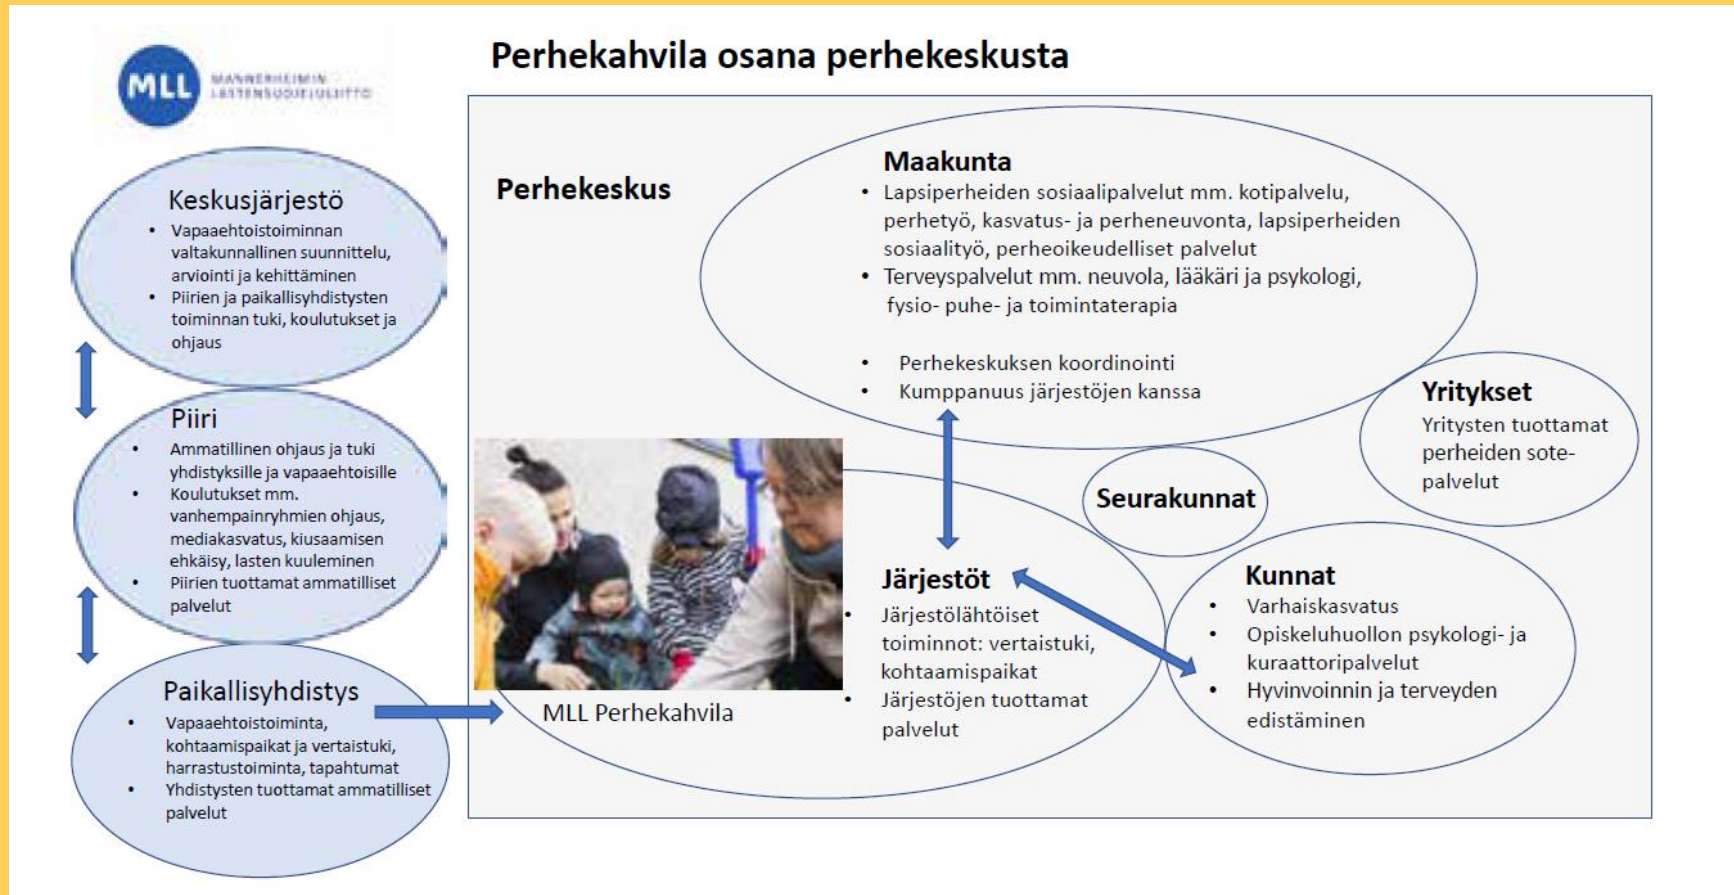 MLL
MANNERHEIMIN
LASTENSUOJELULIITTO
Perhekahvila osana perhekeskusta
Keskusjärjestö
• Vapaaehtoistoiminnan
valtakunnallinen suunnittelu,
arviointi ja kehittäminen
• Piirien ja paikallisyhdistysten
toiminnan tuki, koulutukset ja
ohjaus
Piiri
• Ammatillinen ohjaus ja tuki
yhdistyksille ja vapaaehtoisille
• Koulutukset mm.
vanhempainryhmien ohjaus,
mediakasvatus, kiusaamisen
ehkäisy, lasten kuuleminen
• Piirien tuottamat ammatilliset
palvelut
Paikallisyhdistys
• Vapaaehtoistoiminta,
kohtaamispaikat ja vertaistuki,
harrastustoiminta, tapahtumat
• Yhdistysten tuottamat ammatilliset
palvelut
Perhekeskus
Maakunta
• Lapsiperheiden sosiaalipalvelut mm. kotipalvelu,
perhetyö, kasvatus- ja perheneuvonta, lapsiperheiden
sosiaalityö, perheoikeudelliset palvelut
• Terveyspalvelut mm. neuvola, lääkäri ja psykologi,
fysio- puhe- ja toimintaterapia
• Perhekeskuksen koordinointi
• Kumppanuus järjestöjen kanssa
Yritykset
Yritysten tuottamat
perheiden sote-
palvelut
Seurakunnat
MLL Perhekahvila
Järjestöt
• Järjestölähtöiset
toiminnot: vertaistuki,
kohtaamispaikat
• Järjestöjen tuottamat
palvelut
Kunnat
• Varhaiskasvatus
• Opiskeluhuollon psykologi- ja
kuraattoripalvelut
• Hyvinvoinnin ja terveyden
edistäminen